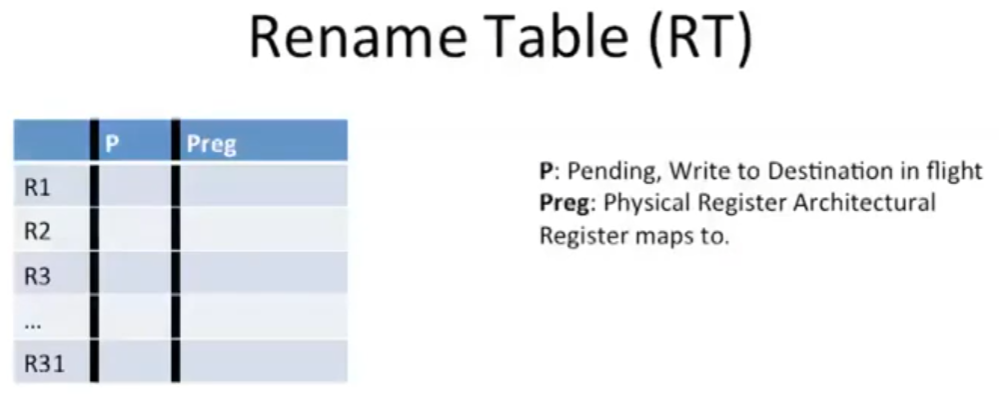 Rename Table (RT)
P Preg
R1
R2
R3
...
R31
P: Pending, Write to Destination in flight
Preg: Physical Register Architectural
Register maps to.